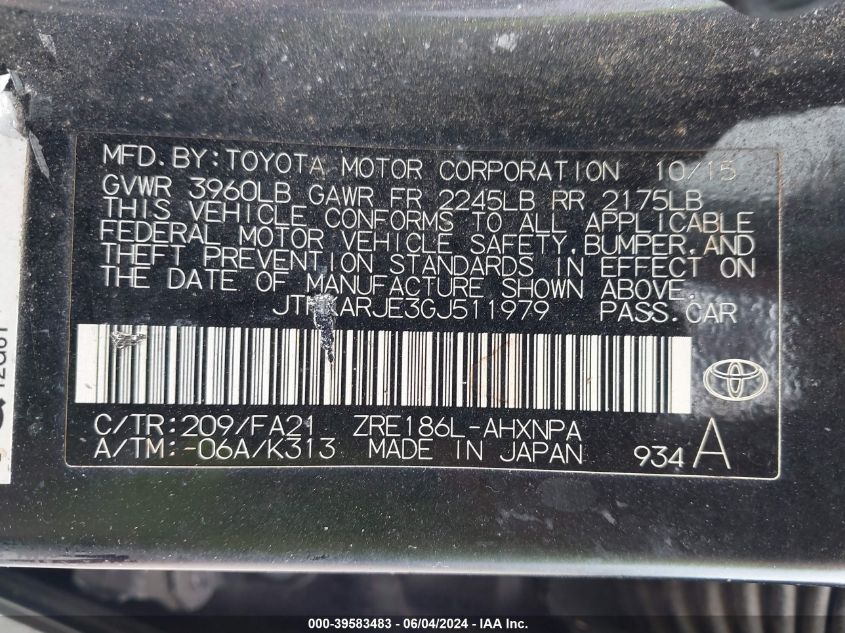 MFD. BY: TOYOTA MOTOR CORPORATION 10/15
GVWR 3960LB GAWR FR 2245LB RR 2175LB
THIS VEHICLE CONFORMS TO ALL APPLICABLE
FEDERAL MOTOR VEHICLE SAFETY, BUMPER, AND
THEFT PREVENTION STANDARDS IN EFFECT ON
THE DATE OF MANUFACTURE SHOWN ABOVE.
PASS. CAR
C/TR: 209/FA21 ZRE186L-AHXNPA
A/TM: -06A/K313 MADE IN JAPAN 934 A
000-39583483 - 06/04/2024 - IAA Inc.